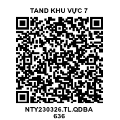 TAND KHU VỰC 7
NTY230326.TL.QDBA
636